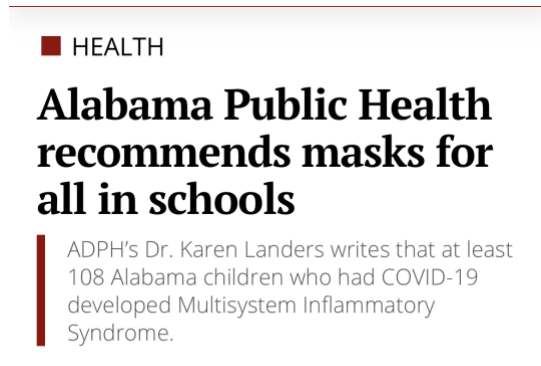 HEALTH
Alabama Public Health
recommends masks for
all in schools
ADPH’s Dr. Karen Landers writes that at least
108 Alabama children who had COVID-19
developed Multisystem Inflammatory
Syndrome.